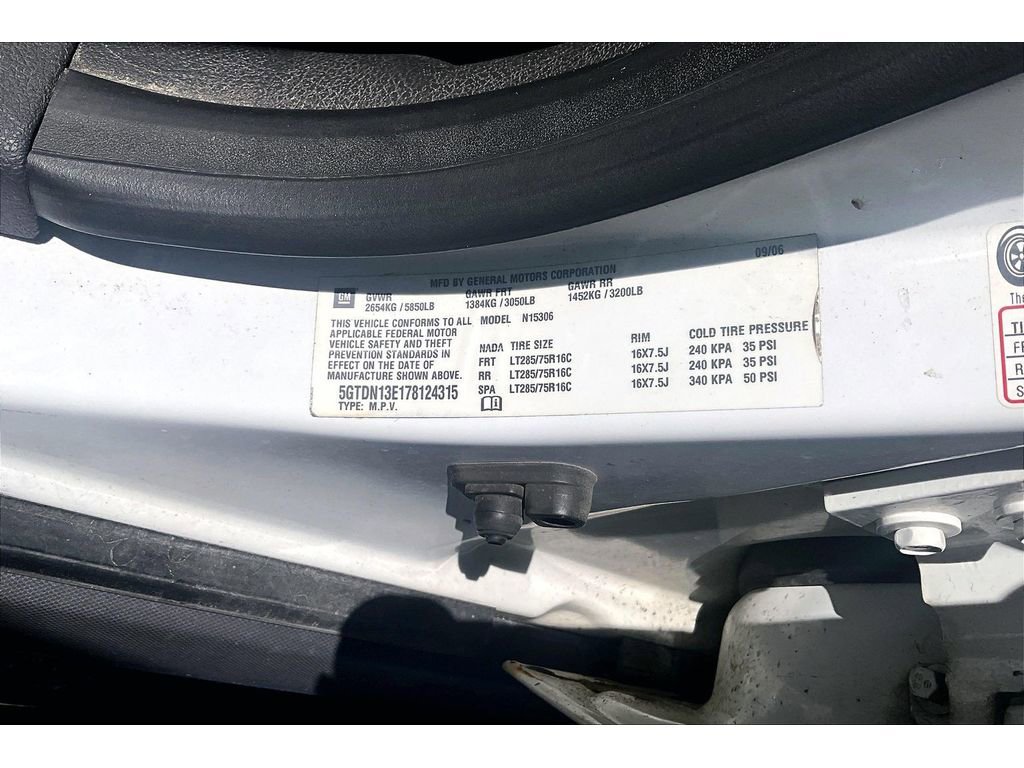 09/06
MFD BY GENERAL MOTORS CORPORATION
GM GVWR GAWR FRT GAWR RR
2654KG / 5850LB 1384KG / 3050LB 1452KG / 3200LB
THIS VEHICLE CONFORMS TO ALL
APPLICABLE FEDERAL MOTOR
VEHICLE SAFETY AND THEFT
PREVENTION STANDARDS IN
EFFECT ON THE DATE OF
MANUFACTURE SHOWN ABOVE.
5GTDN13E178124315
TYPE: M.P.V.
MODEL N15306
NADA TIRE SIZE RIM COLD TIRE PRESSURE
FRT LT285/75R16C 16X7.5J 240 KPA 35 PSI
RR LT285/75R16C 16X7.5J 240 KPA 35 PSI
SPA LT285/75R16C 16X7.5J 340 KPA 50 PSI